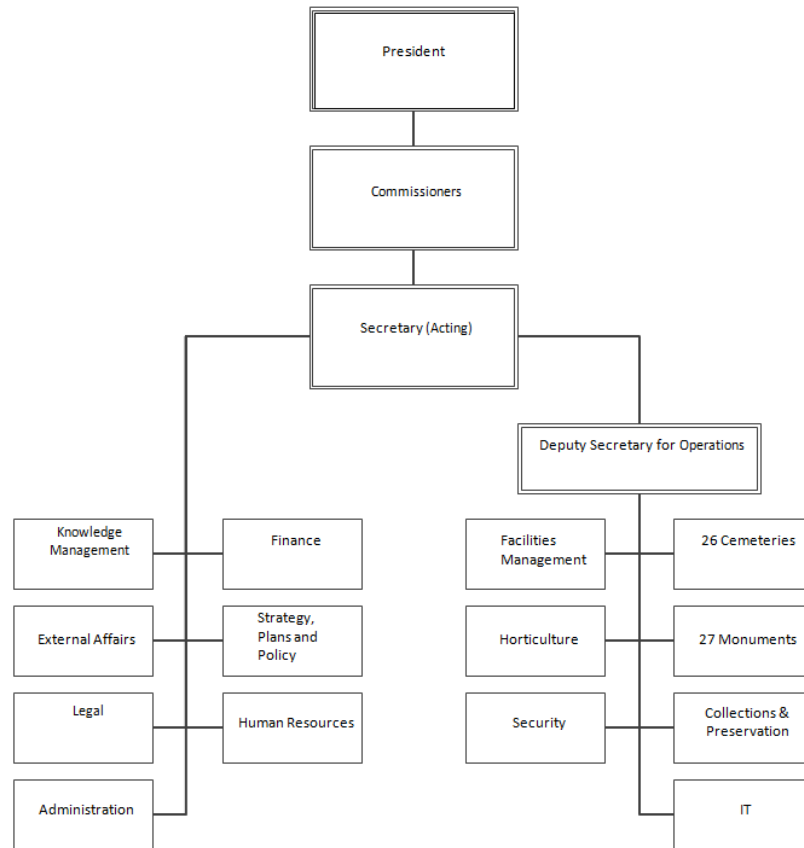 President
Commissioners
Secretary (Acting)
Deputy Secretary for Operations
Knowledge
Management
Finance
External Affairs
Strategy,
Plans and
Policy
Legal
Human Resources
Administration
Facilities
Management
26 Cemeteries
Horticulture
27 Monuments
Security
Collections &
Preservation
IT